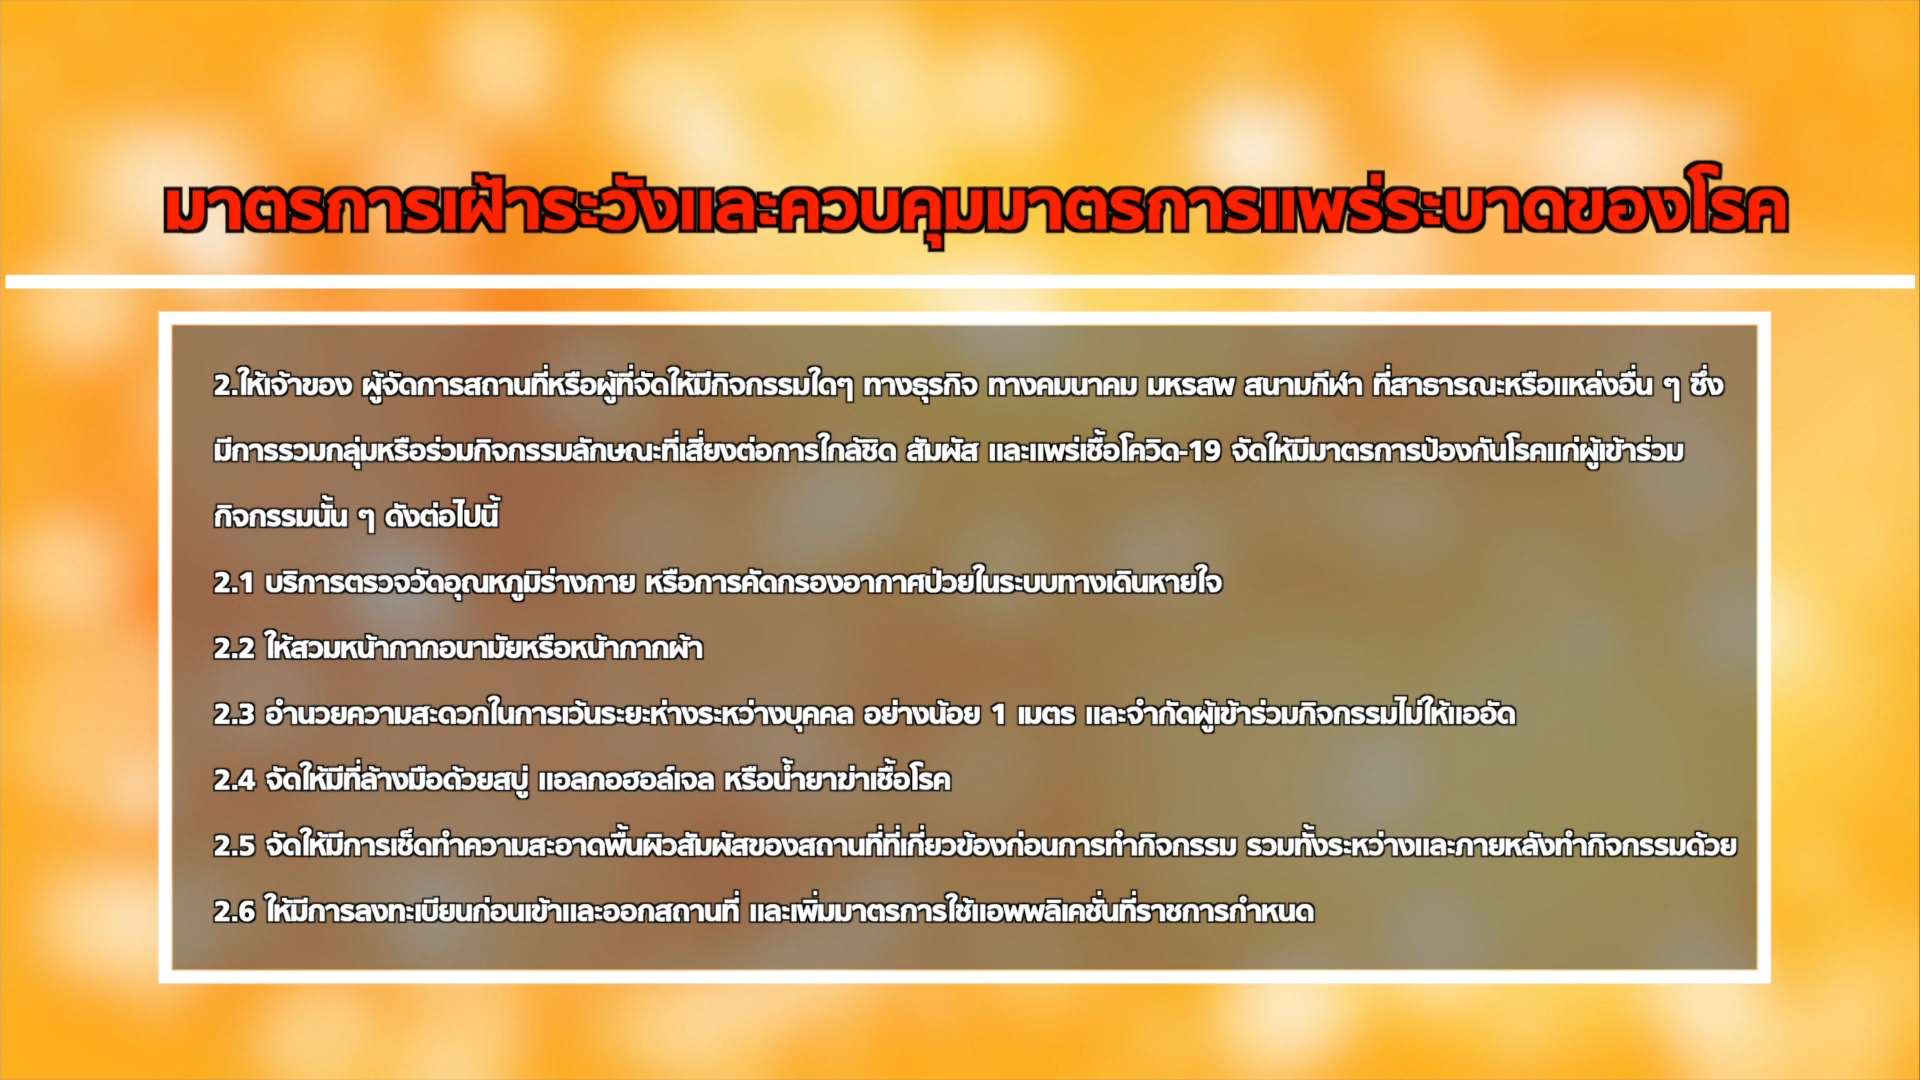 มาตรการเฝ้าระวังและควบคุมมาตรการแพร่ระบาดของโรค
2.ให้เจ้าของ ผู้จัดการสถานที่หรือผู้ที่จัดให้มีกิจกรรมใดๆ ทางธุรกิจ ทางคมนาคม มหรสพ สนามกีฬา ที่สาธารณะหรือแหล่งอื่น ๆ ซึ่ง
มีการรวมกลุ่มหรือร่วมกิจกรรมลักษณะที่เสี่ยงต่อการใกล้ชิด สัมผัส และแพร่เชื้อโควิด-19 จัดให้มีมาตรการป้องกันโรคแก่ผู้เข้าร่วม
กิจกรรมนั้น ๆ ดังต่อไปนี้
2.1 บริการตรวจวัดอุณหภูมิร่างกาย หรือการคัดกรองอากาศป่วยในระบบทางเดินหายใจ
2.2 ให้สวมหน้ากากอนามัยหรือหน้ากากผ้า
2.3 อำนวยความสะดวกในการเว้นระยะห่างระหว่างบุคคล อย่างน้อย 1 เมตร และจำกัดผู้เข้าร่วมกิจกรรมไม่ให้แออัด
2.4 จัดให้มีที่ล้างมือด้วยสบู่ แอลกอฮอล์เจล หรือน้ำยาฆ่าเชื้อโรค
2.5 จัดให้มีการเช็ดทำความสะอาดพื้นผิวสัมผัสของสถานที่ที่เกี่ยวข้องก่อนการทำกิจกรรม รวมทั้งระหว่างและภายหลังทำกิจกรรมด้วย
2.6 ให้มีการลงทะเบียนก่อนเข้าและออกสถานที่ และเพิ่มมาตรการใช้แอพพลิเคชั่นที่ราชการกำหนด